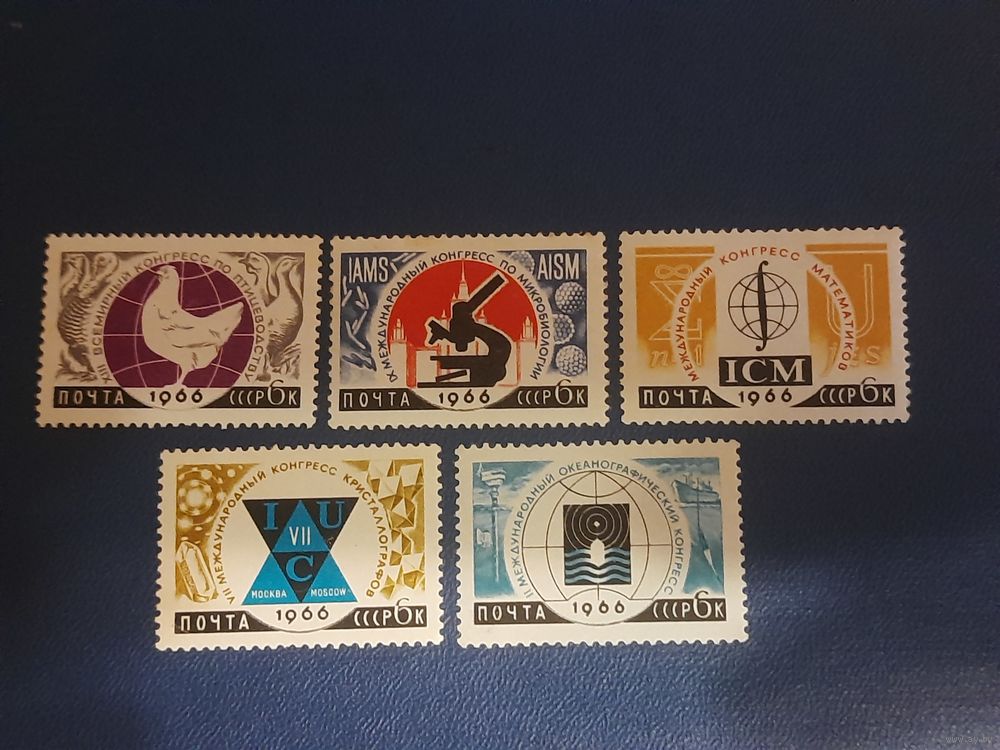 XIII ВСЕМИРНЫЙ КОНГРЕСС ПО ПТИЦЕВОДСТВУ
ПОЧТА 1966 СССР 6 К
IAMS AISM
IX МЕЖДУНАРОДНЫЙ КОНГРЕСС ПО МИКРОБИОЛОГИИ
ПОЧТА 1966 СССР 6 К
МЕЖДУНАРОДНЫЙ КОНГРЕСС МАТЕМАТИКОВ
ICM
ПОЧТА 1966 СССР 6 К
VII МЕЖДУНАРОДНЫЙ КОНГРЕСС КРИСТАЛЛОГРАФОВ
I U
VII
C
МОСКВА MOSCOW
ПОЧТА 1966 СССР 6 К
II МЕЖДУНАРОДНЫЙ ОКЕАНОГРАФИЧЕСКИЙ КОНГРЕСС
ПОЧТА 1966 СССР 6 К